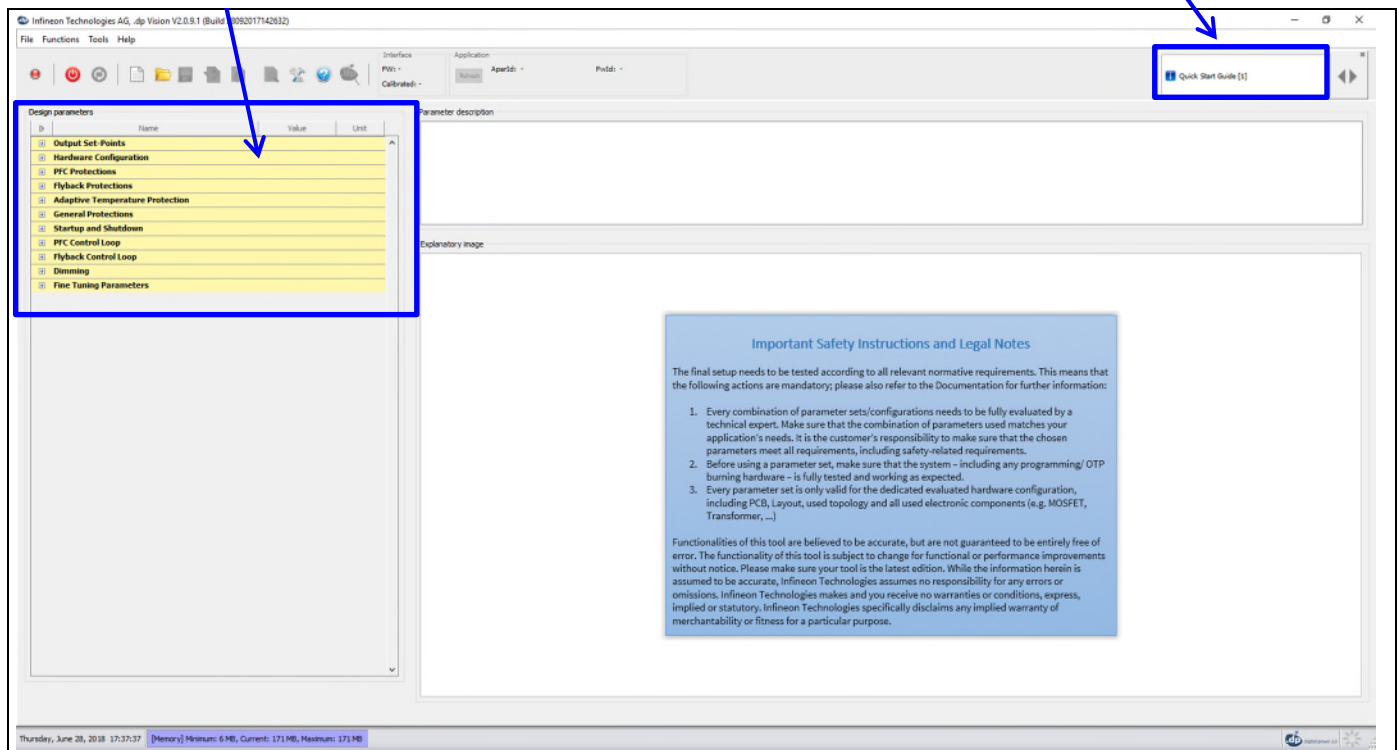 Infineon Technologies AG, .dp Vision V2.0.9.1 (Build 28092017142632)
File Functions Tools Help
Interface
Application
PW: -
Refresh
AparId: -
FwId: -
Calibrated: -
Quick Start Guide [1]
Design parameters
Name Value Unit
Output Set-Points
Hardware Configuration
PFC Protections
Flyback Protections
Adaptive Temperature Protection
General Protections
Startup and Shutdown
PFC Control Loop
Flyback Control Loop
Dimming
Fine Tuning Parameters
Parameter description
Explanatory image
Important Safety Instructions and Legal Notes
The final setup needs to be tested according to all relevant normative requirements. This means that
the following actions are mandatory; please also refer to the Documentation for further information:
1. Every combination of parameter sets/configurations needs to be fully evaluated by a
technical expert. Make sure that the combination of parameters used matches your
application's needs. It is the customer's responsibility to make sure that the chosen
parameters meet all requirements, including safety-related requirements.
2. Before using a parameter set, make sure that the system – including any programming/ OTP
burning hardware – is fully tested and working as expected.
3. Every parameter set is only valid for the dedicated evaluated hardware configuration,
including PCB, Layout, used topology and all used electronic components (e.g. MOSFET,
Transformer, ...)
Functionalities of this tool are believed to be accurate, but are not guaranteed to be entirely free of
error. The functionality of this tool is subject to change for functional or performance improvements
without notice. Please make sure your tool is the latest edition. While the information herein is
assumed to be accurate, Infineon Technologies assumes no responsibility for any errors or
omissions. Infineon Technologies makes and you receive no warranties or conditions, express,
implied or statutory. Infineon Technologies specifically disclaims any implied warranty of
merchantability or fitness for a particular purpose.
Thursday, June 28, 2018 17:37:37 [Memory] Minimum: 6 MB, Current: 171 MB, Maximum: 171 MB
dp digital power 2.0